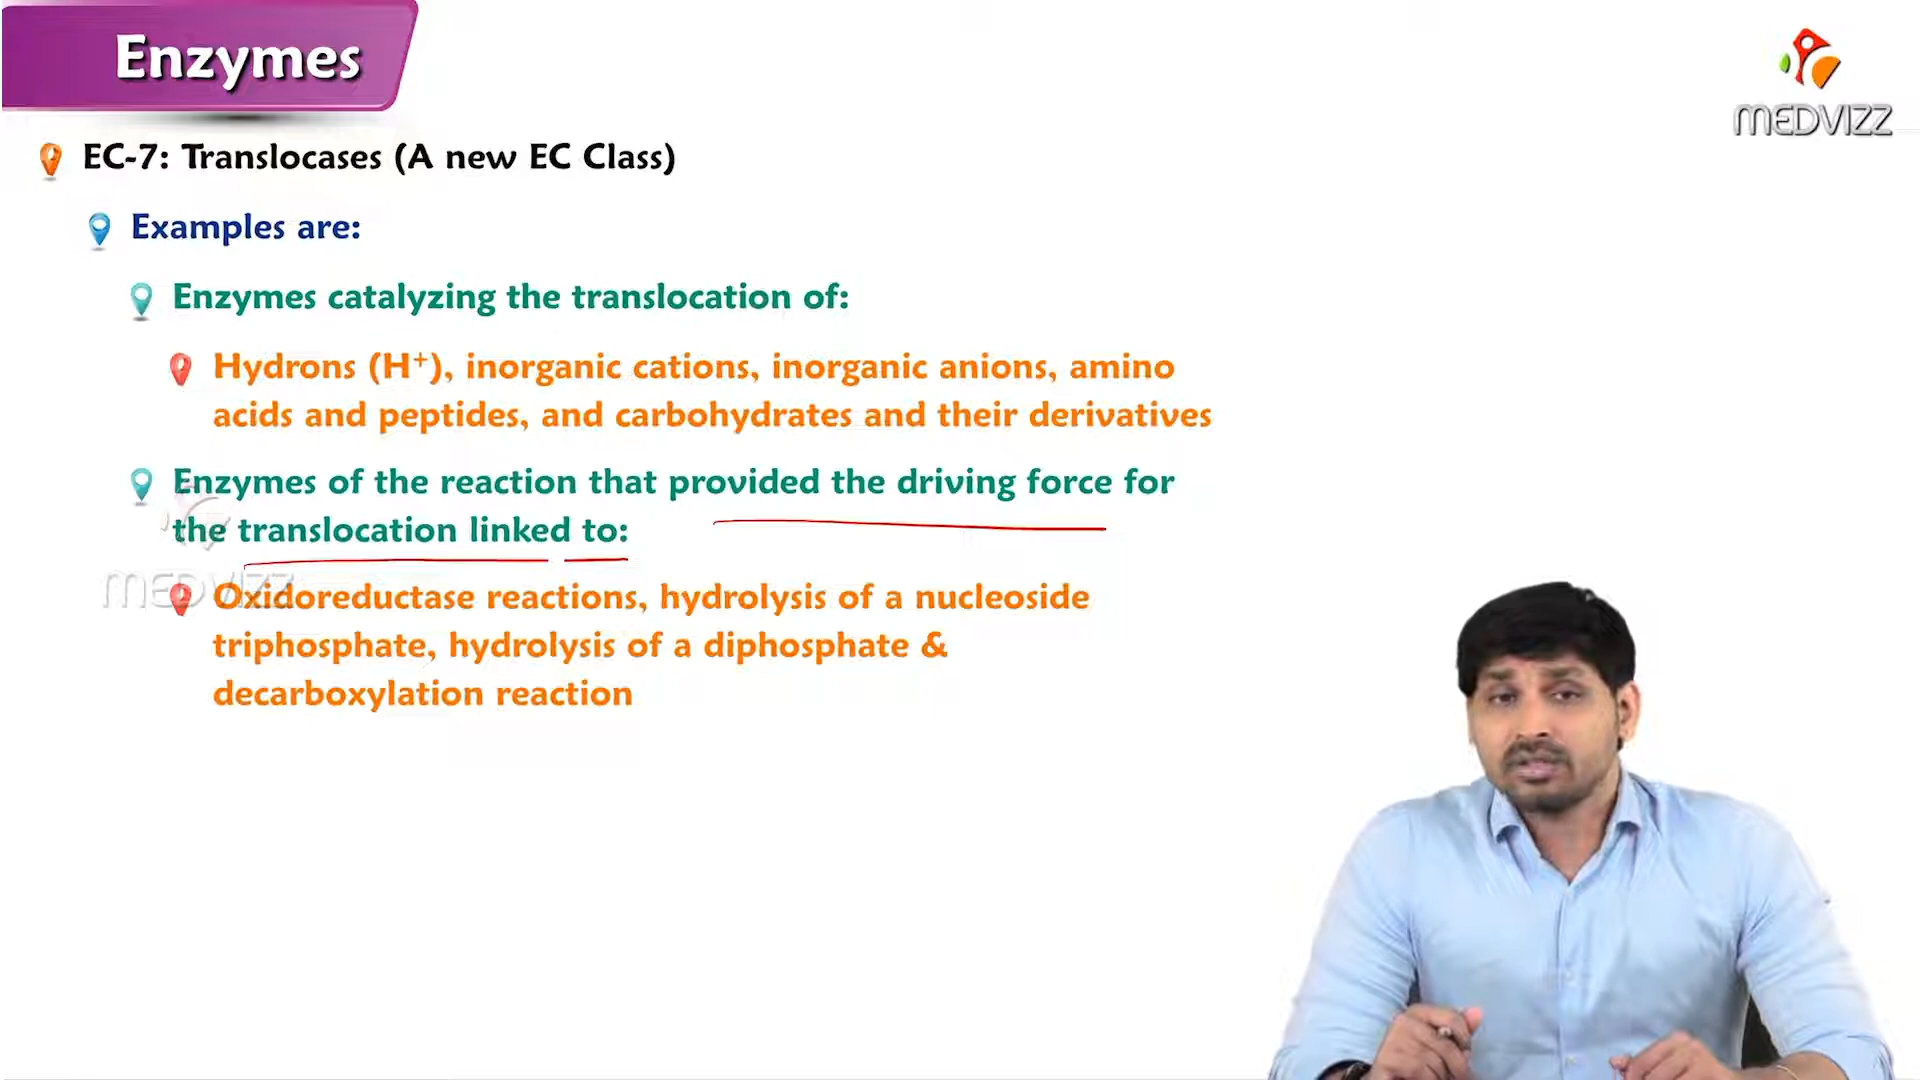 Enzymes
MEDVIZZ
EC-7: Translocases (A new EC Class)
Examples are:
Enzymes catalyzing the translocation of:
Hydrons (H⁺), inorganic cations, inorganic anions, amino
acids and peptides, and carbohydrates and their derivatives
Enzymes of the reaction that provided the driving force for
the translocation linked to:
MEDVIZZ
Oxidoreductase reactions, hydrolysis of a nucleoside
triphosphate, hydrolysis of a diphosphate &
decarboxylation reaction